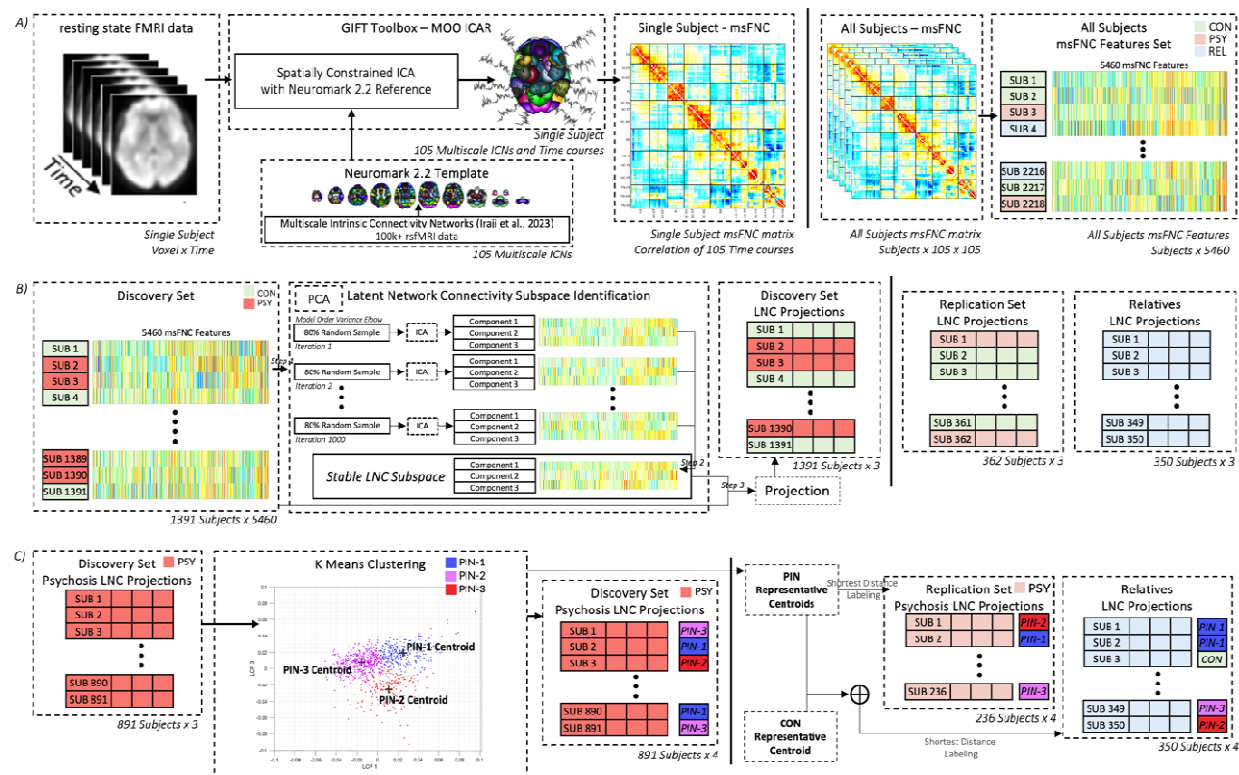 A)
resting state FMRI data
Time
Single Subject
Voxel x Time
GIFT Toolbox – MOO ICAR
Spatially Constrained ICA
with Neuromark 2.2 Reference
Single Subject
105 Multiscale ICNs and Time courses
Neuromark 2.2 Template
Multiscale Intrinsic Connectivity Networks (Iraji et al., 2023)
100k+ rsfMRI data
105 Multiscale ICNs
Single Subject - msFNC
Single Subject msFNC matrix
Correlation of 105 Time courses
All Subjects – msFNC
All Subjects msFNC matrix
Subjects x 105 x 105
All Subjects
msFNC Features Set
CON
PSY
REL
5460 msFNC Features
SUB 1
SUB 2
SUB 3
SUB 4
SUB 2216
SUB 2217
SUB 2218
All Subjects msFNC Features
Subjects x 5460
B)
Discovery Set
CON
PSY
5460 msFNC Features
SUB 1
SUB 2
SUB 3
SUB 4
SUB 1389
SUB 1390
SUB 1391
1391 Subjects x 5460
Step 1
PCA
Latent Network Connectivity Subspace Identification
Model Order Variance Elbow
80% Random Sample
ICA
Component 1
Component 2
Component 3
Iteration 1
80% Random Sample
ICA
Component 1
Component 2
Component 3
Iteration 2
80% Random Sample
ICA
Component 1
Component 2
Component 3
Iteration 1000
Stable LNC Subspace
Component 1
Component 2
Component 3
Step 2
Step 3
Projection
Discovery Set
LNC Projections
SUB 1
SUB 2
SUB 3
SUB 4
SUB 1390
SUB 1391
1391 Subjects x 3
Replication Set
LNC Projections
SUB 1
SUB 2
SUB 3
SUB 361
SUB 362
362 Subjects x 3
Relatives
LNC Projections
SUB 1
SUB 2
SUB 3
SUB 349
SUB 350
350 Subjects x 3
C)
Discovery Set
PSY
Psychosis LNC Projections
SUB 1
SUB 2
SUB 3
SUB 890
SUB 891
891 Subjects x 3
K Means Clustering
PIN-1
PIN-2
PIN-3
PIN-1 Centroid
PIN-3 Centroid
PIN-2 Centroid
LCP 1
Discovery Set
PSY
Psychosis LNC Projections
SUB 1
PIN-3
SUB 2
PIN-1
SUB 3
PIN-2
SUB 890
PIN-1
SUB 891
PIN-3
891 Subjects x 4
PIN
Representative
Centroids
CON
Representative
Centroid
Shortest Distance
Labeling
Replication Set
PSY
Psychosis LNC Projections
SUB 1
PIN-2
SUB 2
PIN-1
SUB 236
PIN-3
236 Subjects x 4
Shortest Distance
Labeling
Relatives
LNC Projections
SUB 1
PIN-1
SUB 2
PIN-1
SUB 3
CON
SUB 349
PIN-3
SUB 350
PIN-2
350 Subjects x 4